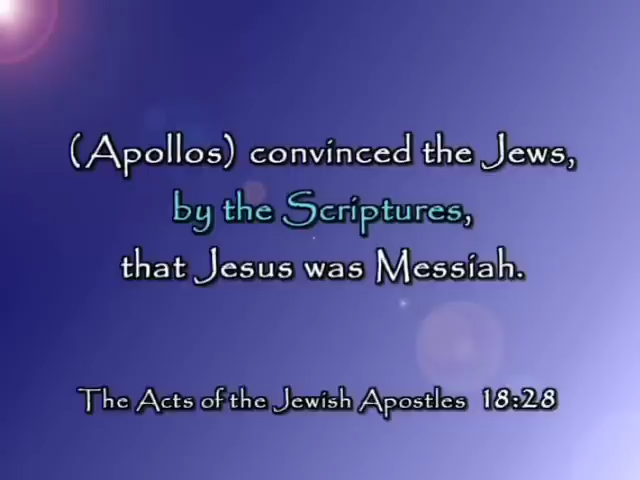 (Apollos) convinced the Jews,
by the Scriptures,
that Jesus was Messiah.
The Acts of the Jewish Apostles 18:28